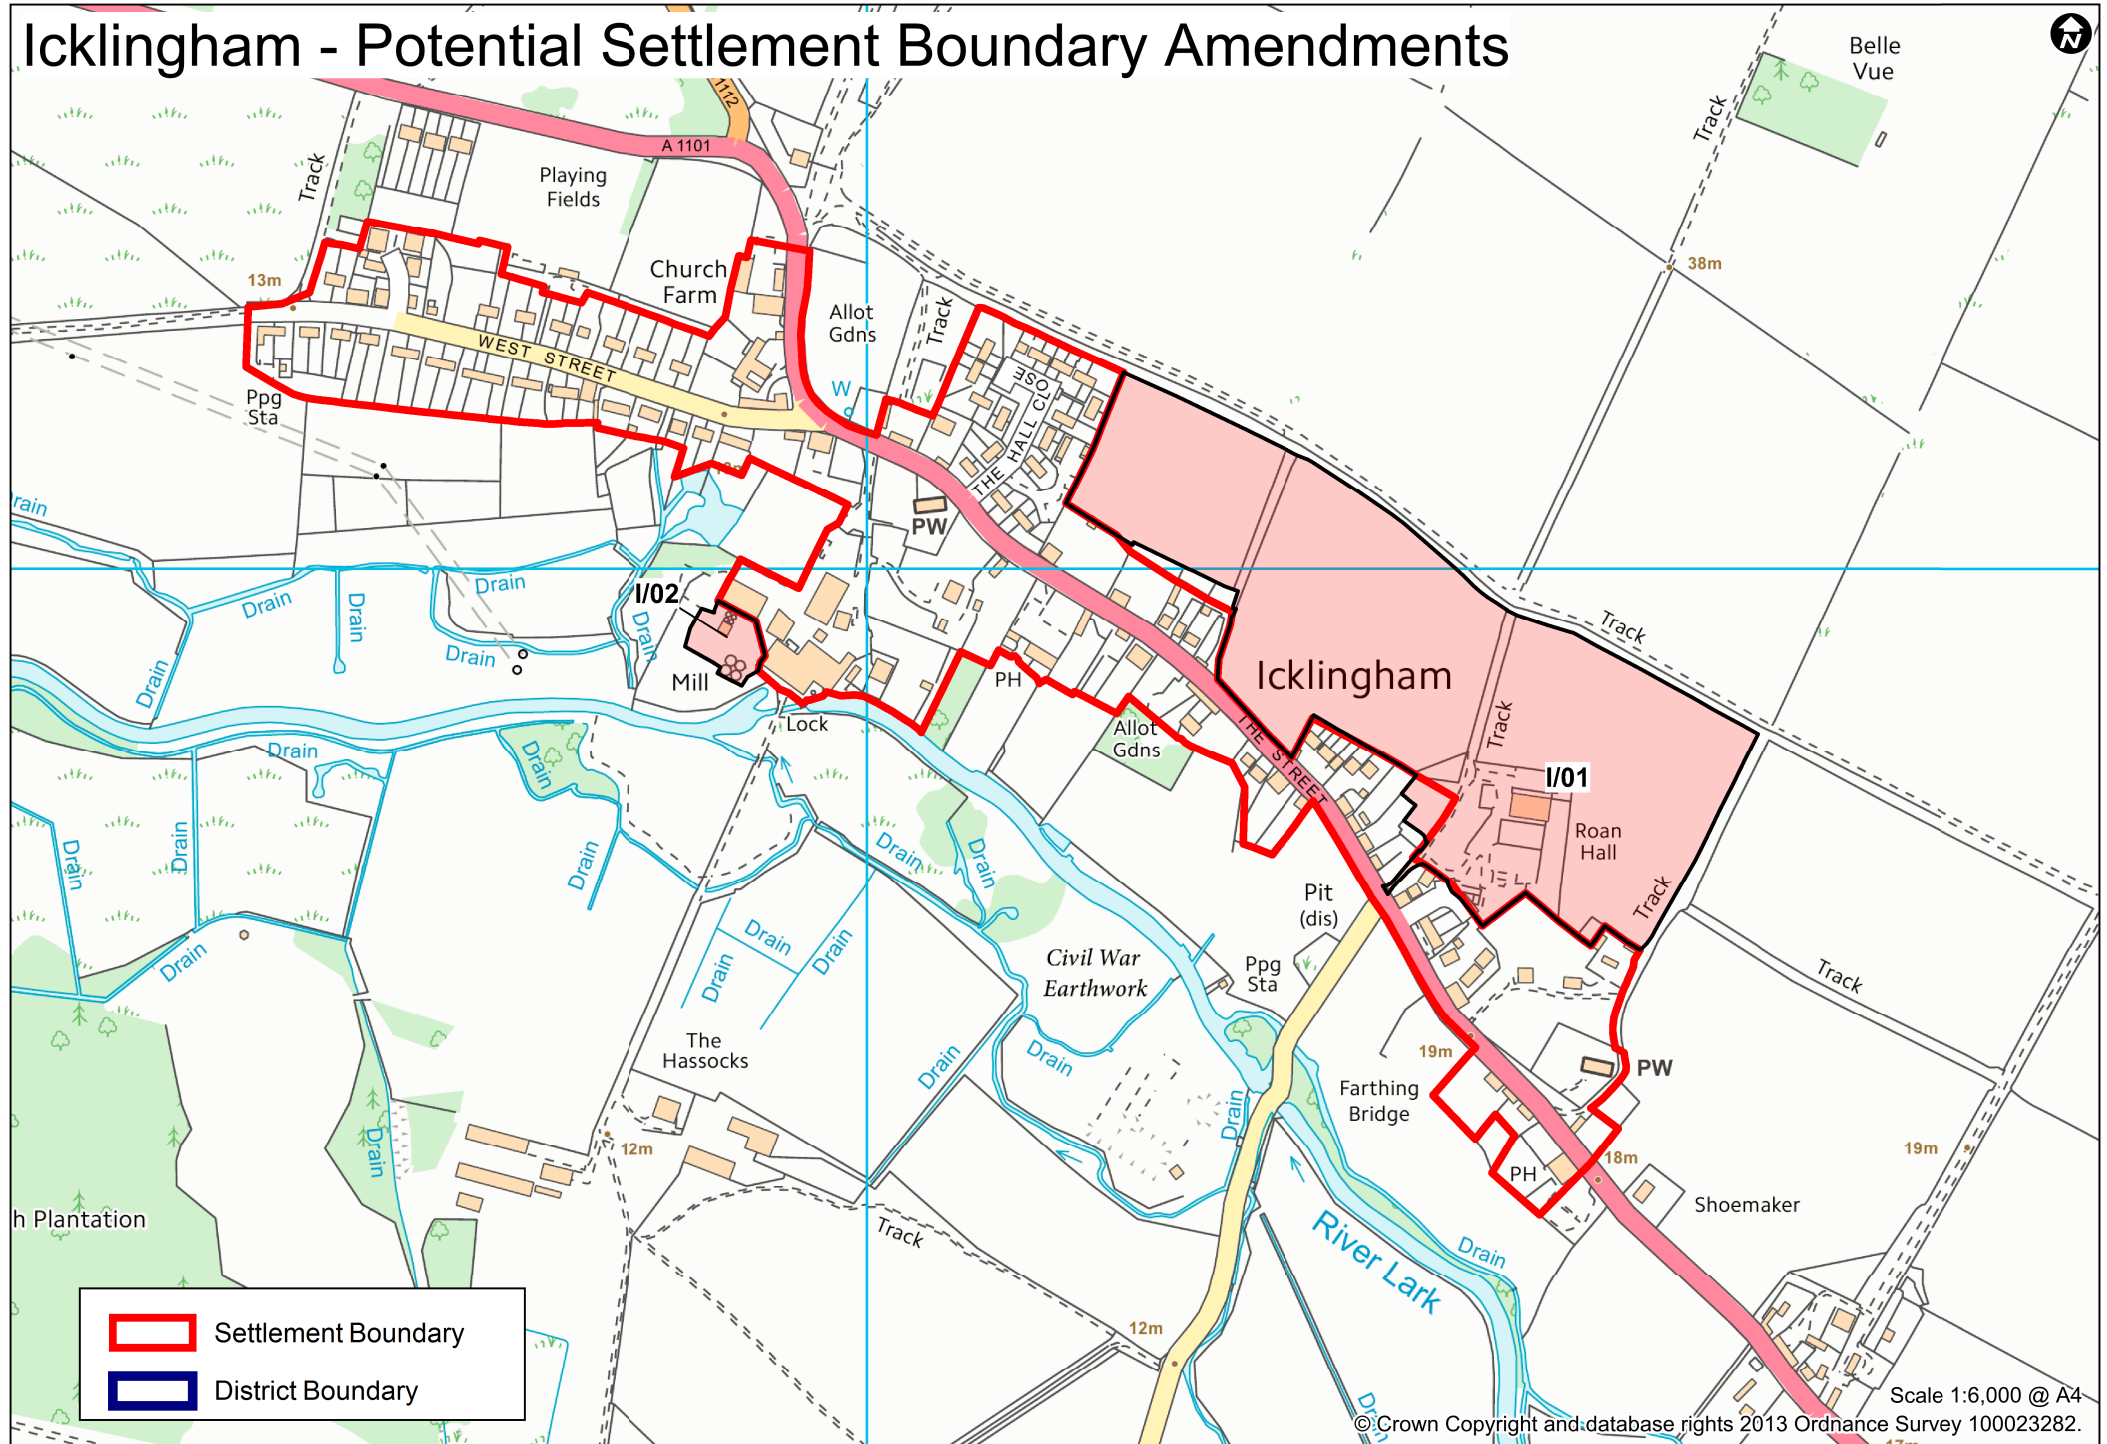 Icklingham - Potential Settlement Boundary Amendments
N
Belle
Vue
1112
A 1101
Track
Track
Playing
Fields
Church
Farm
38m
13m
Allot
Gdns
Track
WEST STREET
W
Ppg
Sta
THE HALL CLOSE
PW
rain
Drain
Drain
Drain
I/02
Drain
Drain
Drain
Mill
Lock
PH
Allot
Gdns
Icklingham
Track
Track
THE STREET
I/01
Roan
Hall
Track
Drain
Drain
Drain
Drain
Drain
Drain
Drain
Drain
Drain
Drain
Drain
Pit
(dis)
Civil War
Earthwork
Ppg
Sta
Track
The
Hassocks
Drain
Drain
19m
Farthing
Bridge
PW
Drain
Drain
12m
PH
18m
19m
Shoemaker
h Plantation
Track
River Lark
Drain
12m
Settlement Boundary
District Boundary
Scale 1:6,000 @ A4
© Crown Copyright and database rights 2013 Ordnance Survey 100023282.